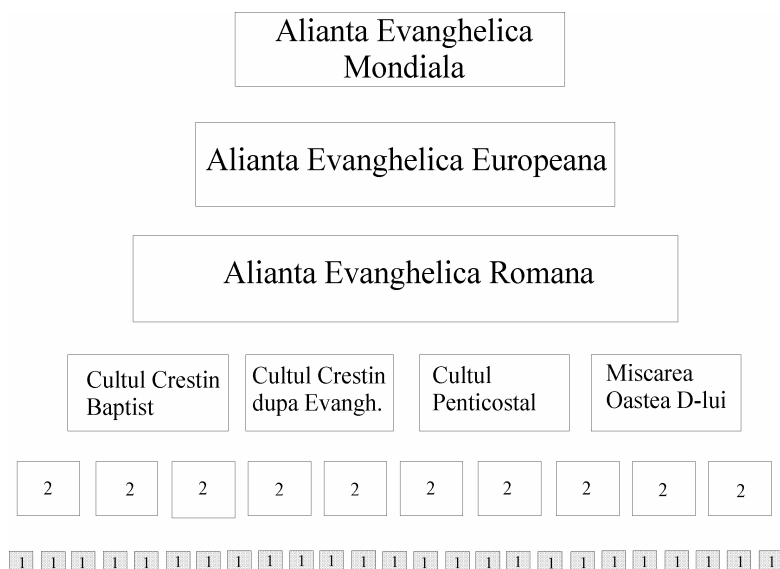 Alianta Evanghelica
Mondiala
Alianta Evanghelica Europeana
Alianta Evanghelica Romana
Cultul Crestin
Baptist
Cultul Crestin
dupa Evangh.
Cultul
Penticostal
Miscarea
Oastea D-lui
2 2 2 2 2 2 2 2 2 2
1 1 1 1 1 1 1 1 1 1 1 1 1 1 1 1 1 1 1 1 1 1 1 1 1